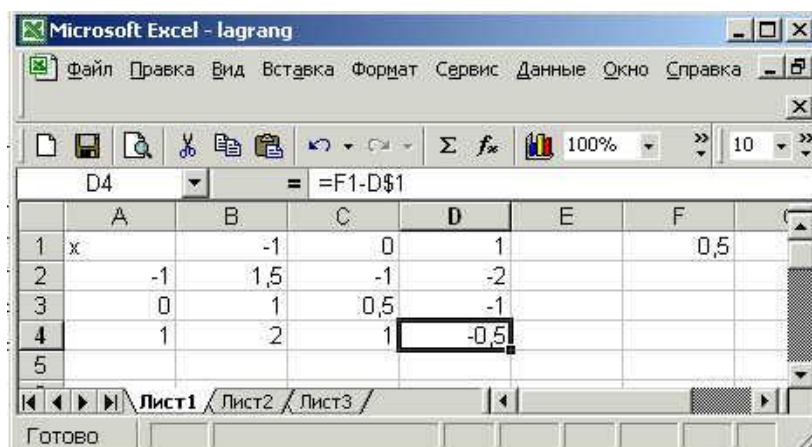 Microsoft Excel - lagrang
Файл Правка Вид Вставка Формат Сервис Данные Окно Справка
100% 10
D4 = =F1-D$1
A B C D E F
1 x -1 0 1 0,5
2 -1 1,5 -1 -2
3 0 1 0,5 -1
4 1 2 1 -0,5
5
Лист1 Лист2 Лист3
Готово